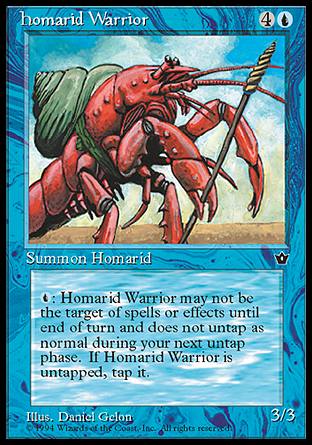 Homarid Warrior 4
Summon Homarid
: Homarid Warrior may not be
the target of spells or effects until
end of turn and does not untap as
normal during your next untap
phase. If Homarid Warrior is
untapped, tap it.
Illus. Daniel Gelon
3/3
© 1994 Wizards of the Coast, Inc. All rights reserved.